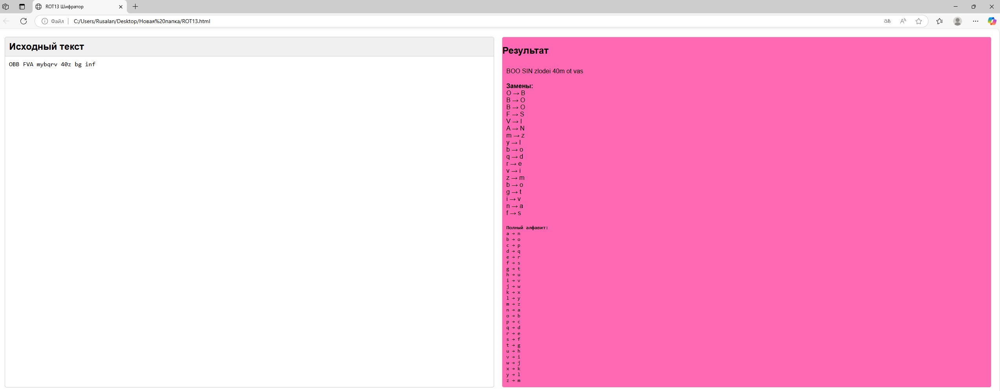 ROT13 Шифратор
Файл C:/Users/Rusalan/Desktop/Новая%20папка/ROT13.html
Исходный текст
OBB FVA mybqrv 40z bg inf
Результат
BOO SIN zlodei 40m ot vas
Замены:
O → B
B → O
B → O
F → S
V → I
A → N
m → z
y → l
b → o
q → d
r → e
v → i
z → m
b → o
g → t
i → v
n → a
f → s
Полный алфавит:
a → n
b → o
c → p
d → q
e → r
f → s
g → t
h → u
i → v
j → w
k → x
l → y
m → z
n → a
o → b
p → c
q → d
r → e
s → f
t → g
u → h
v → i
w → j
x → k
y → l
z → m